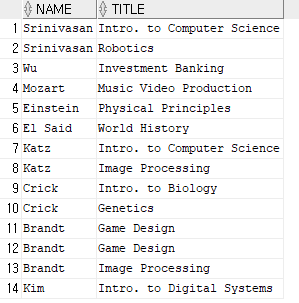 NAME TITLE
1 Srinivasan Intro. to Computer Science
2 Srinivasan Robotics
3 Wu Investment Banking
4 Mozart Music Video Production
5 Einstein Physical Principles
6 El Said World History
7 Katz Intro. to Computer Science
8 Katz Image Processing
9 Crick Intro. to Biology
10 Crick Genetics
11 Brandt Game Design
12 Brandt Game Design
13 Brandt Image Processing
14 Kim Intro. to Digital Systems